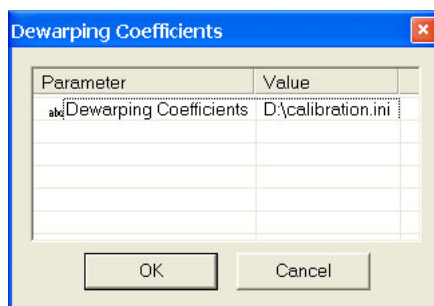 Dewarping Coefficients
Parameter Value
abc Dewarping Coefficients D:\calibration.ini
OK Cancel